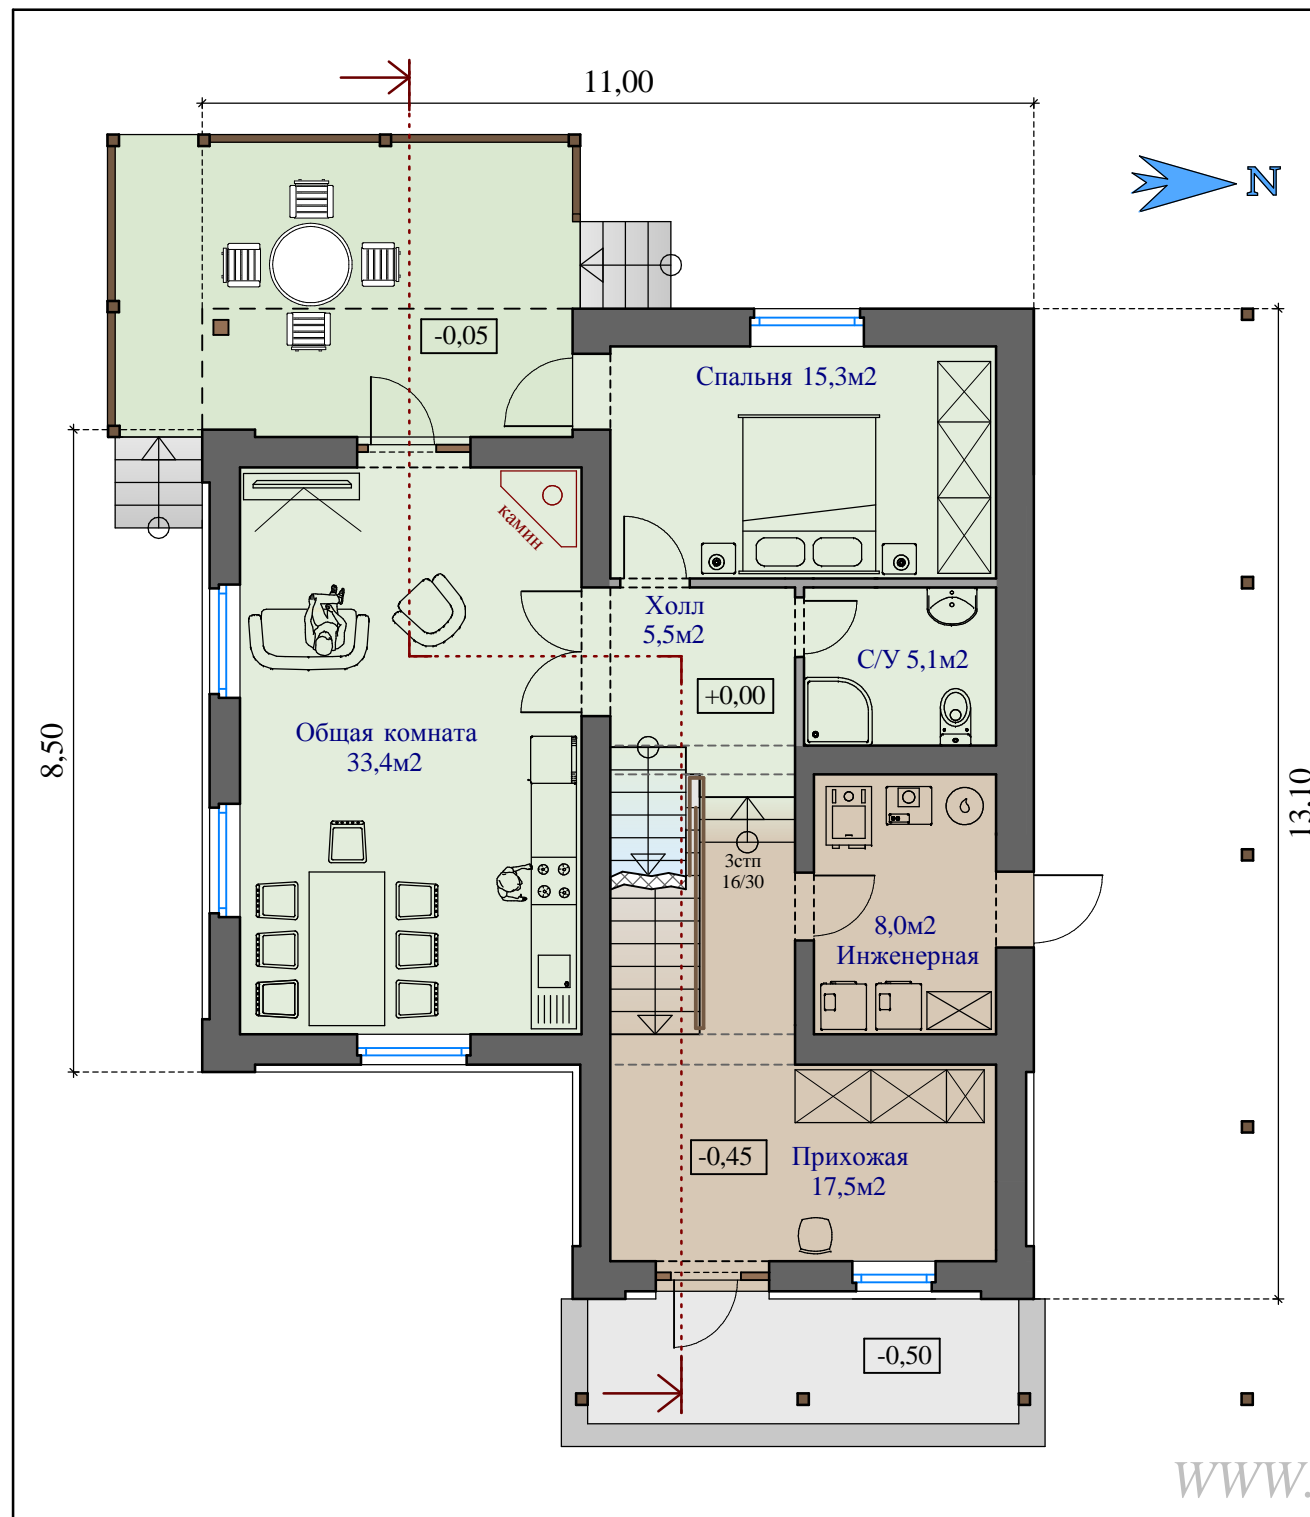 11,00
N
-0,05
Спальня 15,3м2
камин
Холл
5,5м2
С/У 5,1м2
+0,00
Общая комната
33,4м2
8,50
13,10
3стп
16/30
8,0м2
Инженерная
-0,45
Прихожая
17,5м2
-0,50
WWW.